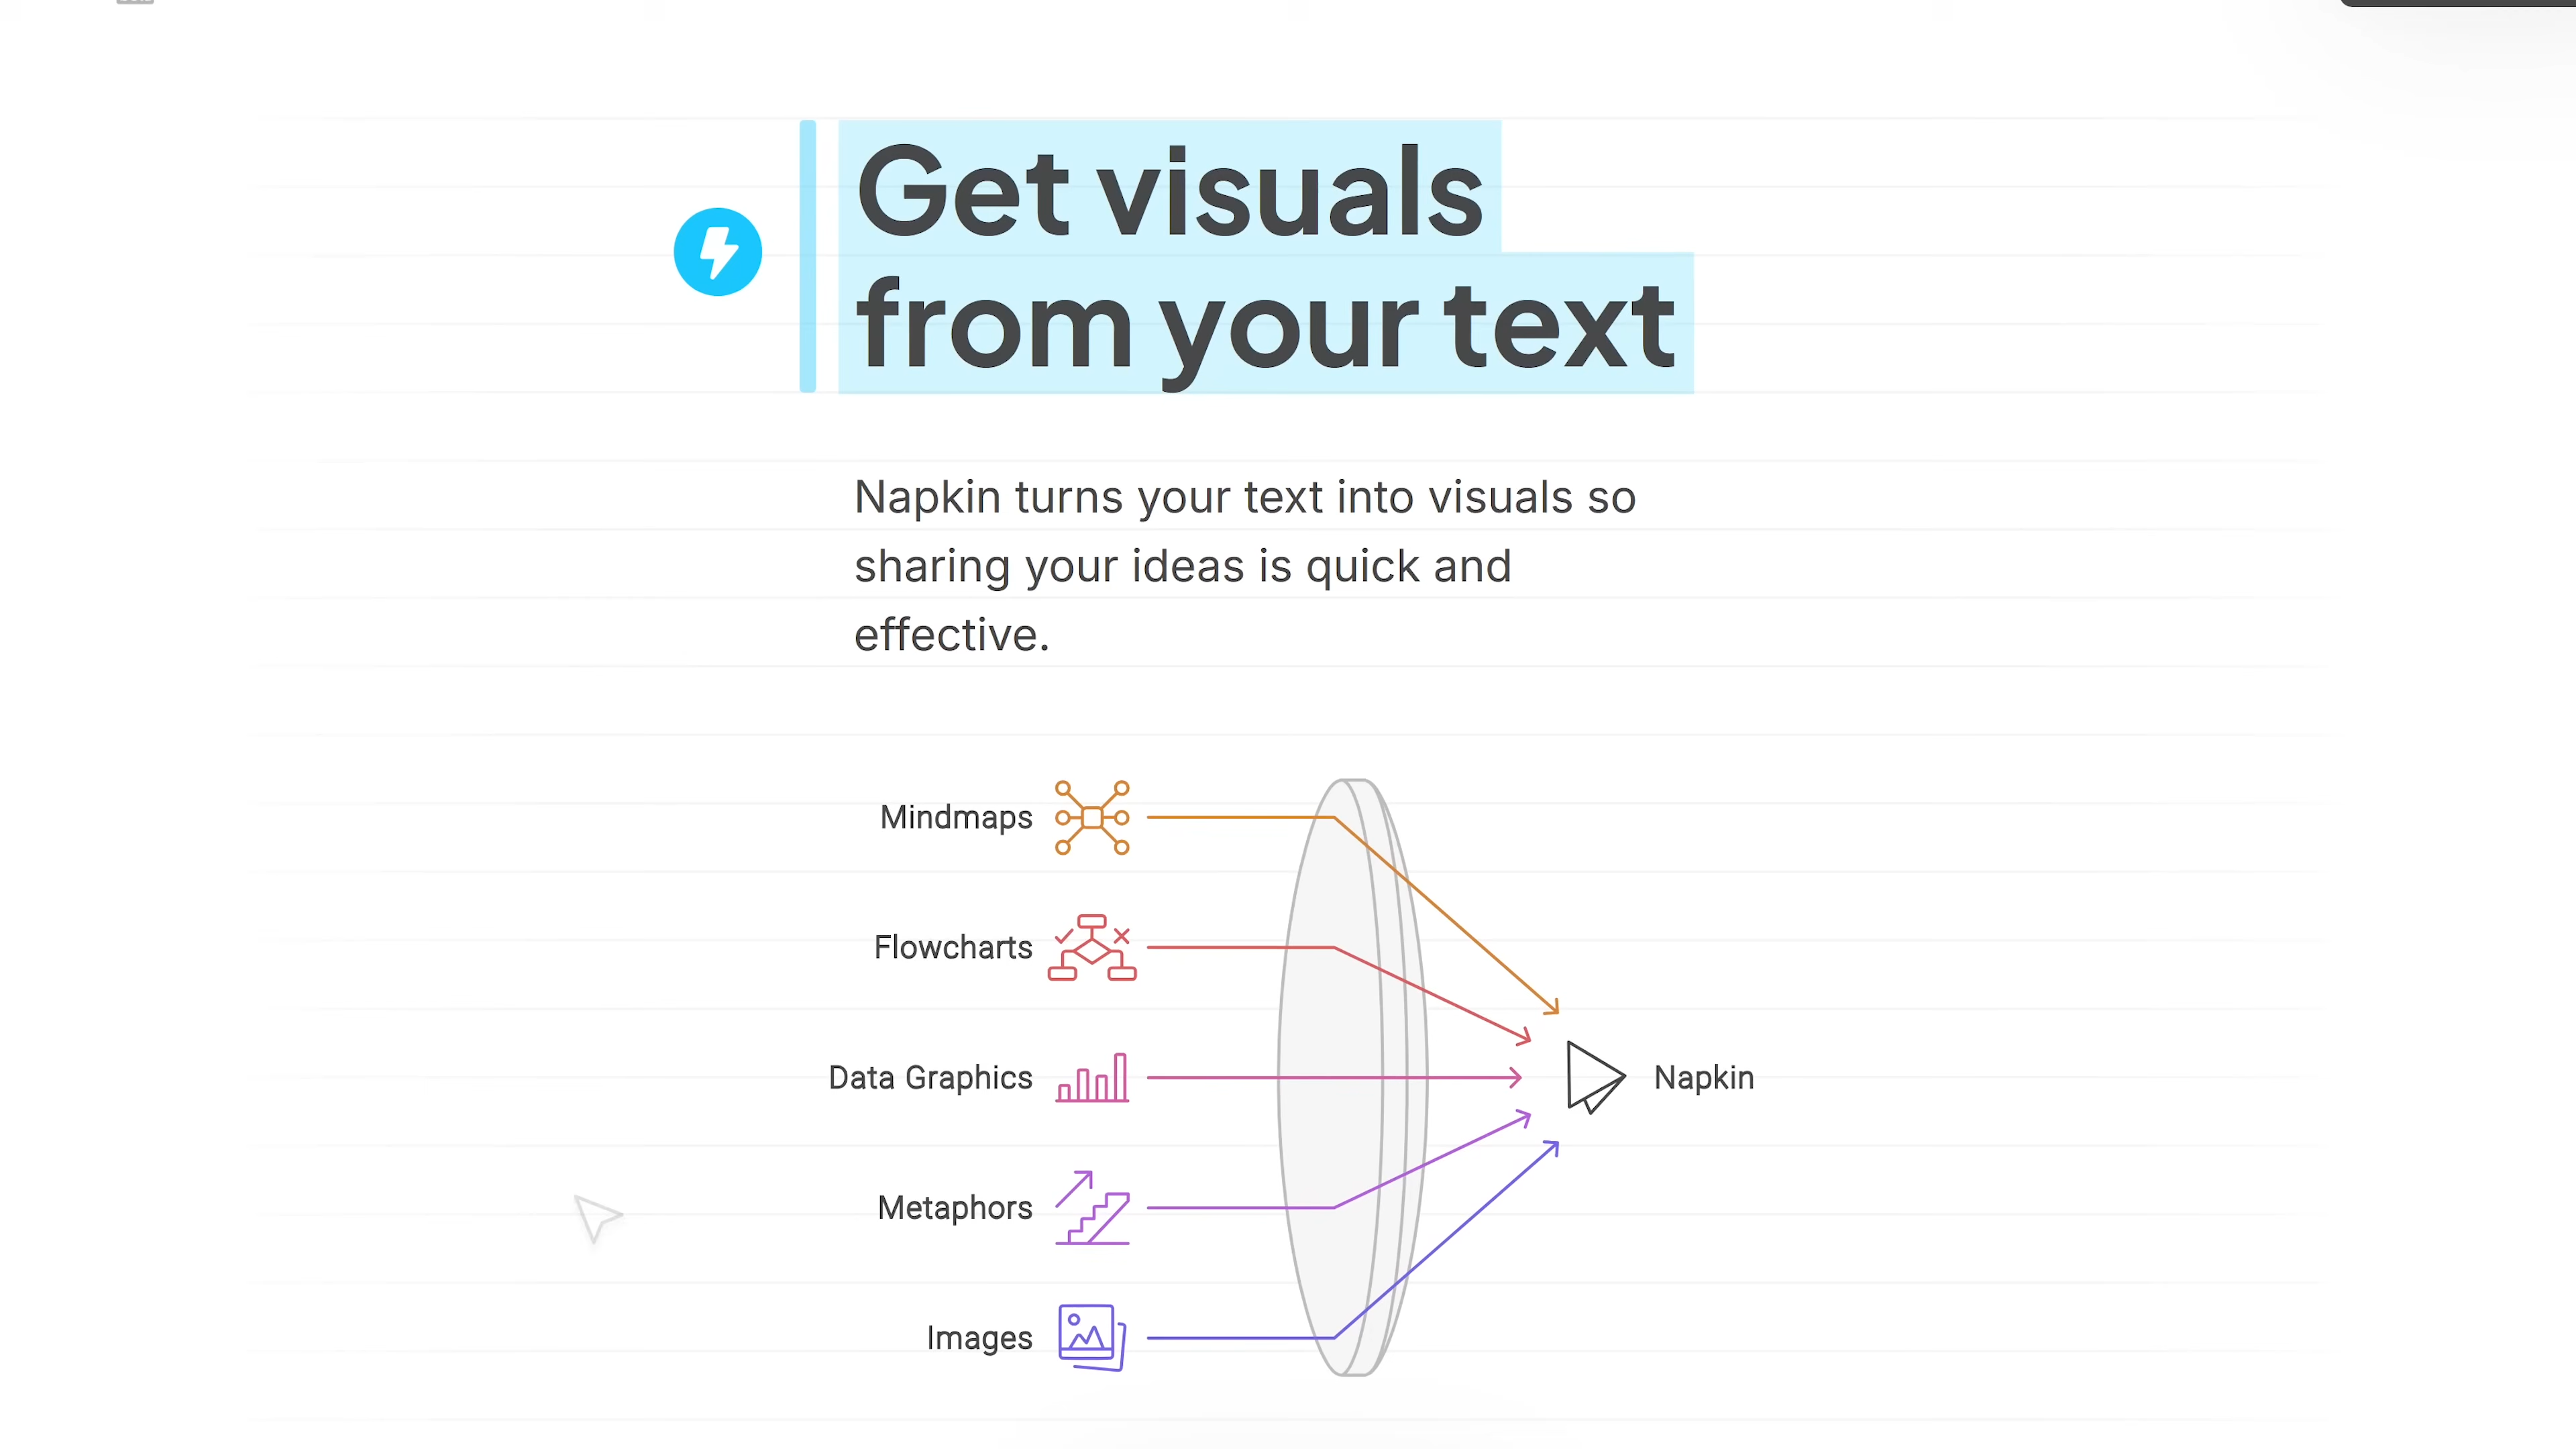 Get visuals
from your text
Napkin turns your text into visuals so
sharing your ideas is quick and
effective.
Mindmaps
Flowcharts
Data Graphics
Napkin
Metaphors
Images